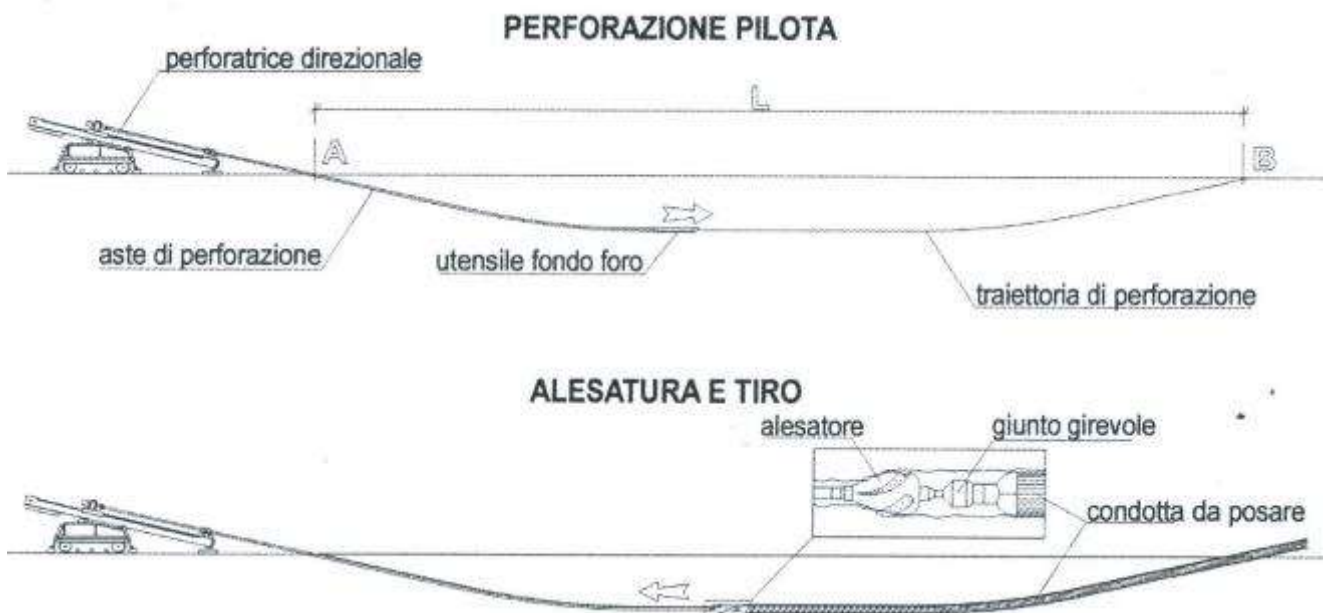 PERFORAZIONE PILOTA
perforatrice direzionale
L
A
B
aste di perforazione
utensile fondo foro
traiettoria di perforazione
ALESATURA E TIRO
alesatore
giunto girevole
condotta da posare